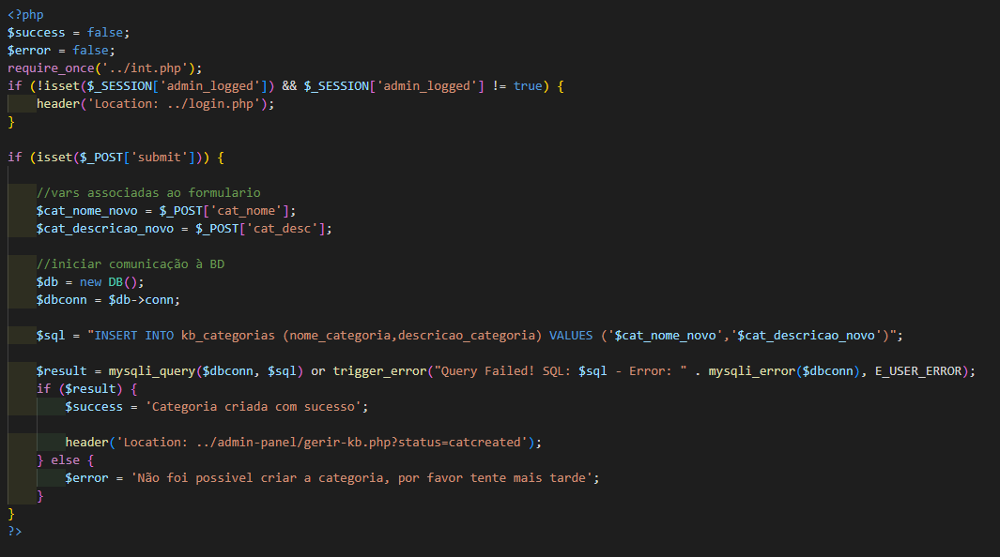 <?php
$success = false;
$error = false;
require_once('../int.php');
if (!isset($_SESSION['admin_logged']) && $_SESSION['admin_logged'] != true) {
    header('Location: ../login.php');
}

if (isset($_POST['submit'])) {

    //vars associadas ao formulario
    $cat_nome_novo = $_POST['cat_nome'];
    $cat_descricao_novo = $_POST['cat_desc'];

    //iniciar comunicação à BD
    $db = new DB();
    $dbconn = $db->conn;

    $sql = "INSERT INTO kb_categorias (nome_categoria,descricao_categoria) VALUES ('$cat_nome_novo','$cat_descricao_novo')";

    $result = mysqli_query($dbconn, $sql) or trigger_error("Query Failed! SQL: $sql - Error: " . mysqli_error($dbconn), E_USER_ERROR);
    if ($result) {
        $success = 'Categoria criada com sucesso';

        header('Location: ../admin-panel/gerir-kb.php?status=catcreated');
    } else {
        $error = 'Não foi possivel criar a categoria, por favor tente mais tarde';
    }
}
?>